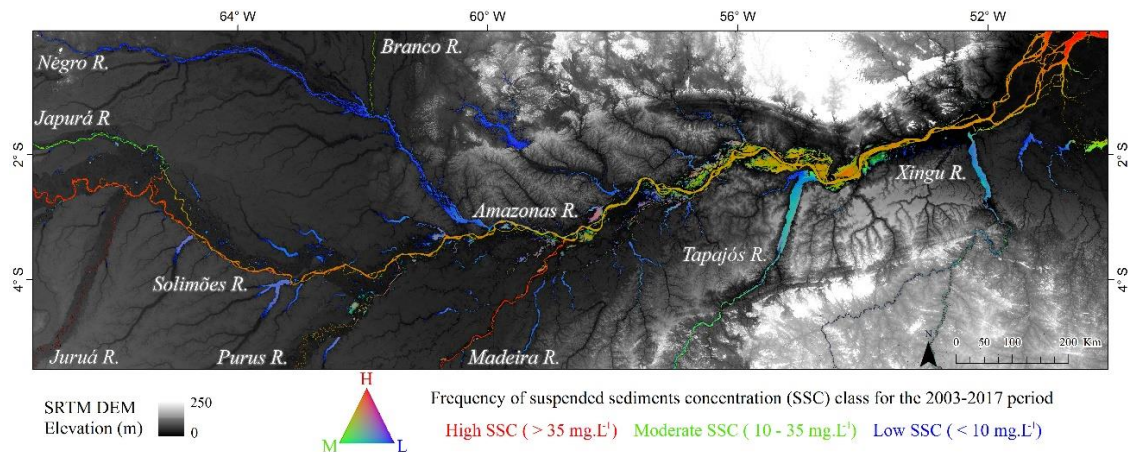 64° W 60° W 56° W 52° W
Branco R.
Negro R.
Japurá R
2° S 2° S
Xingu R.
Amazonas R.
Tapajós R.
4° S 4° S
Solimões R.
N
0 50 100 200 Km
Juruá R. Purus R. Madeira R.
H
SRTM DEM
Elevation (m)
250
0
M L
Frequency of suspended sediments concentration (SSC) class for the 2003-2017 period
High SSC ( > 35 mg.L⁻¹) Moderate SSC ( 10 - 35 mg.L⁻¹) Low SSC ( < 10 mg.L⁻¹)